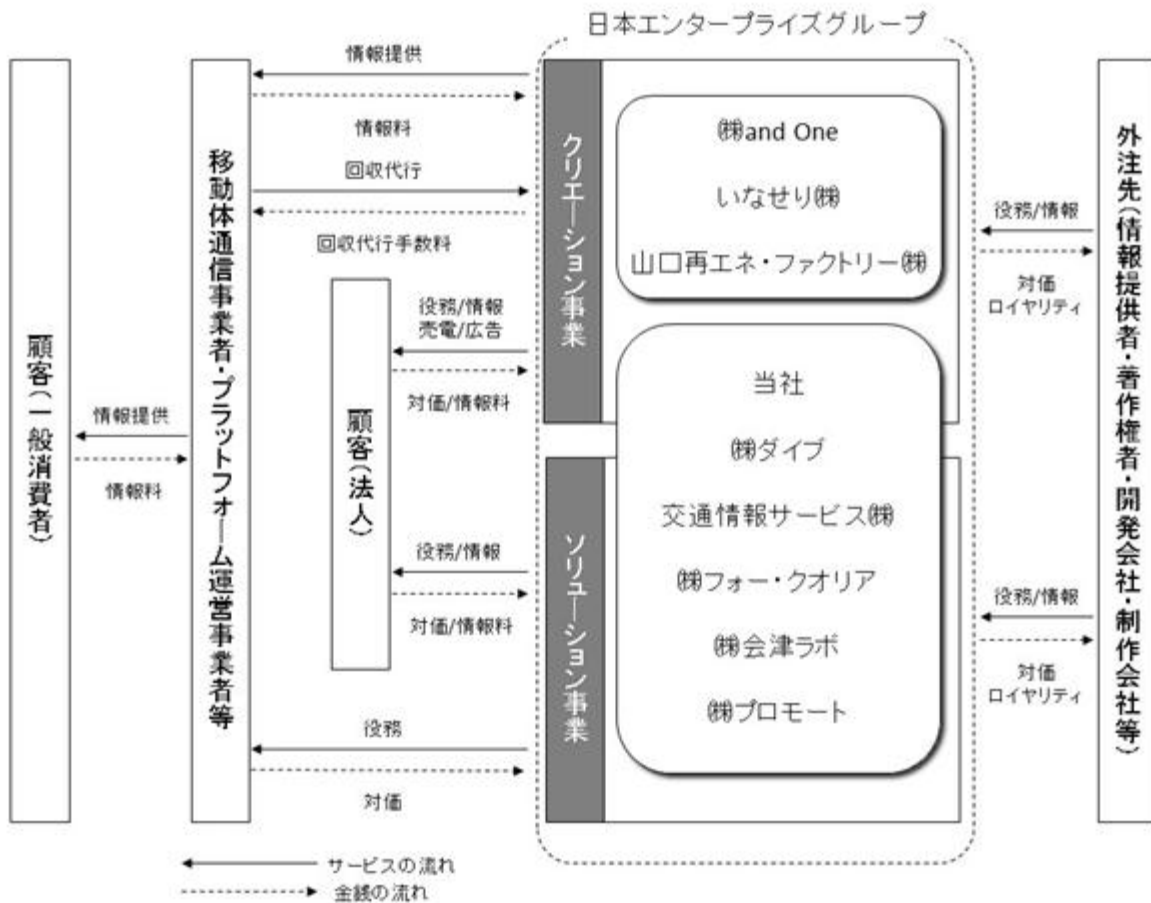 日本エンタープライズグループ
顧客(一般消費者)
情報提供
情報料
移動体通信事業者・プラットフォーム運営事業者等
情報提供
情報料
回収代行
回収代行手数料
顧客(法人)
役務/情報
売電/広告
対価/情報料
役務/情報
対価/情報料
役務
対価
クリエーション事業
㈱and One
いなせり㈱
山口再エネ・ファクトリー㈱
ソリューション事業
当社
㈱ダイブ
交通情報サービス㈱
㈱フォー・クオリア
㈱会津ラボ
㈱プロモート
役務/情報
対価
ロイヤリティ
役務/情報
対価
ロイヤリティ
外注先(情報提供者・著作権者・開発会社・制作会社等)
サービスの流れ
金銭の流れ